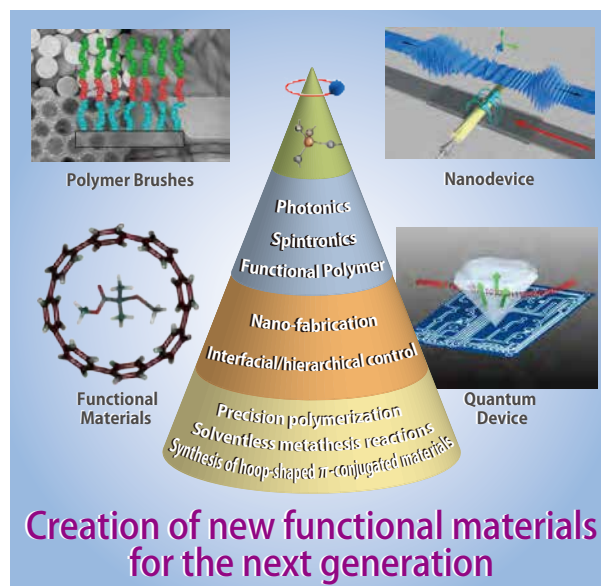 Polymer Brushes
Nanodevice
Photonics
Spintronics
Functional Polymer
Nano-fabrication
Interfacial/hierarchical control
Functional
Materials
Quantum
Device
Precision polymerization
Solventless metathesis reactions
Synthesis of hoop-shaped π-conjugated materials
Creation of new functional materials
for the next generation